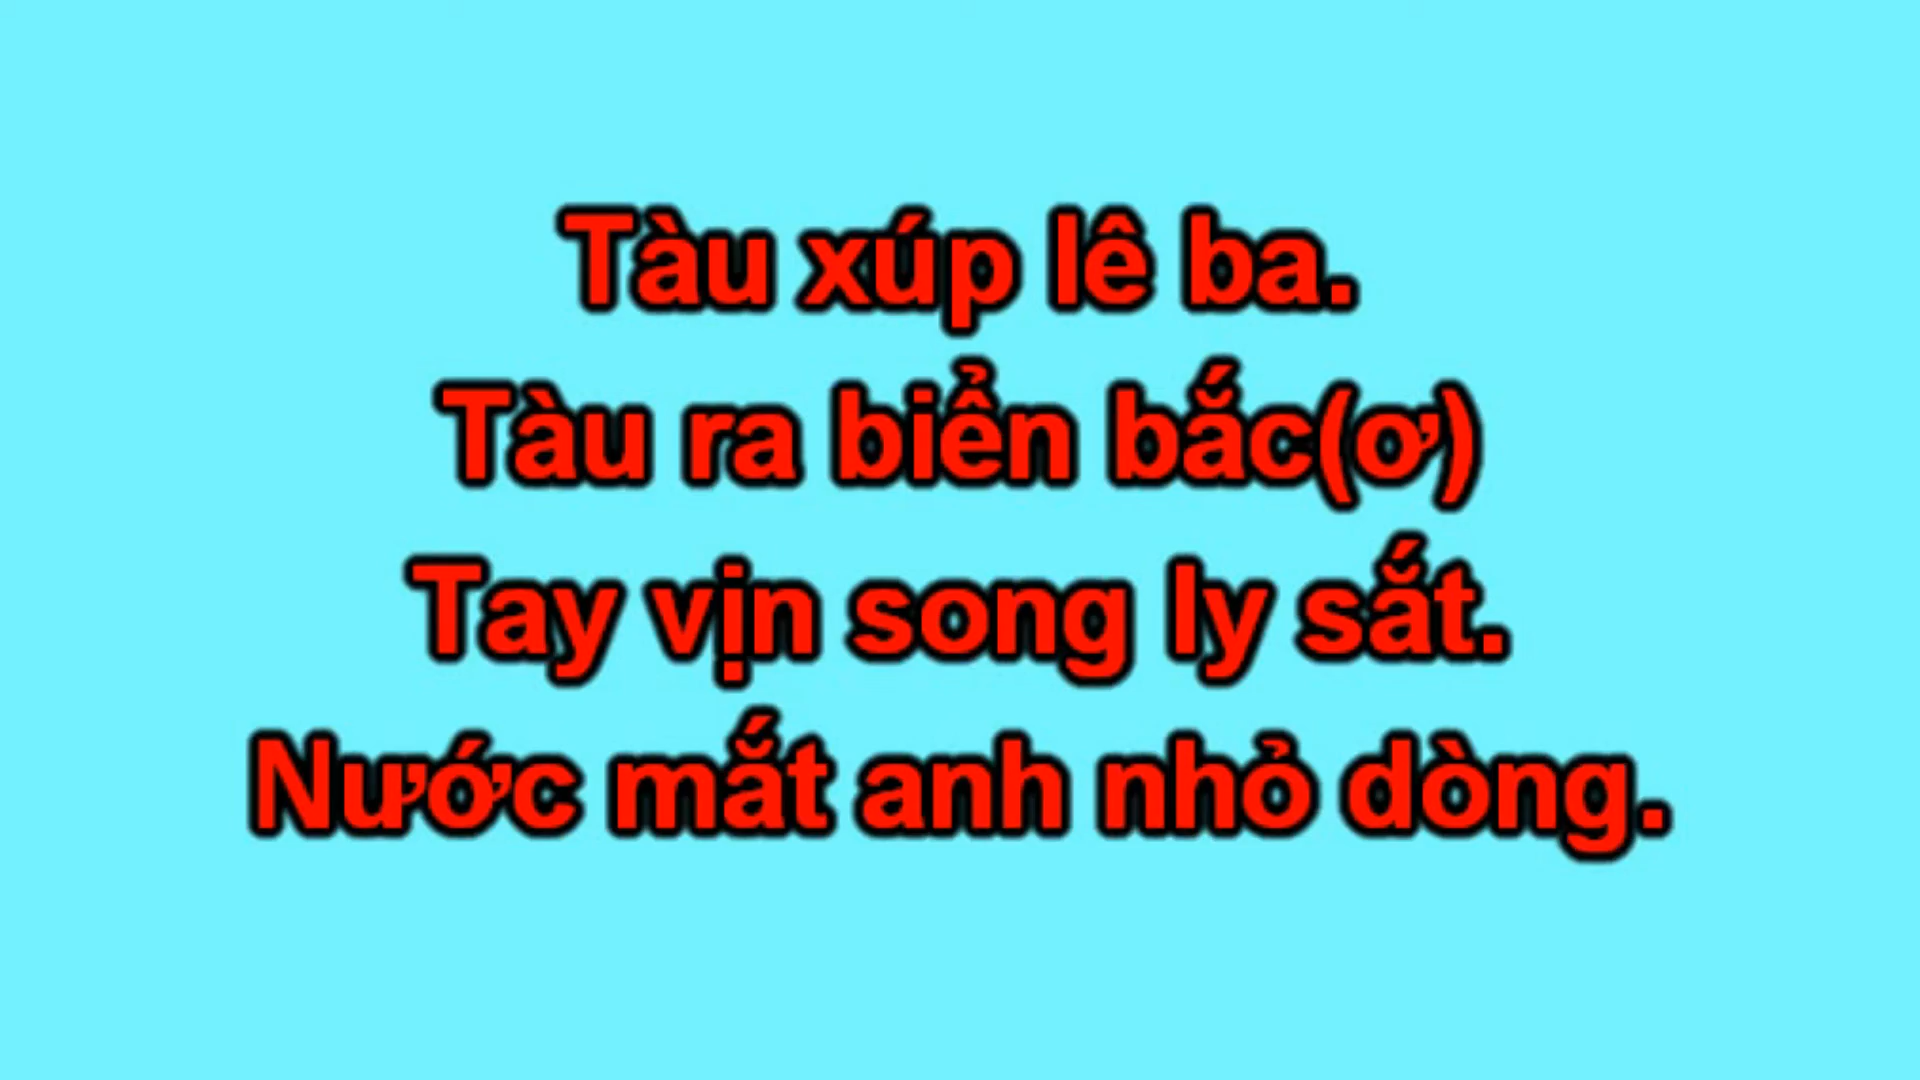 Tàu xúp lê ba.
Tàu ra biển bắc(ơ)
Tay vịn song ly sắt.
Nước mắt anh nhỏ dòng.